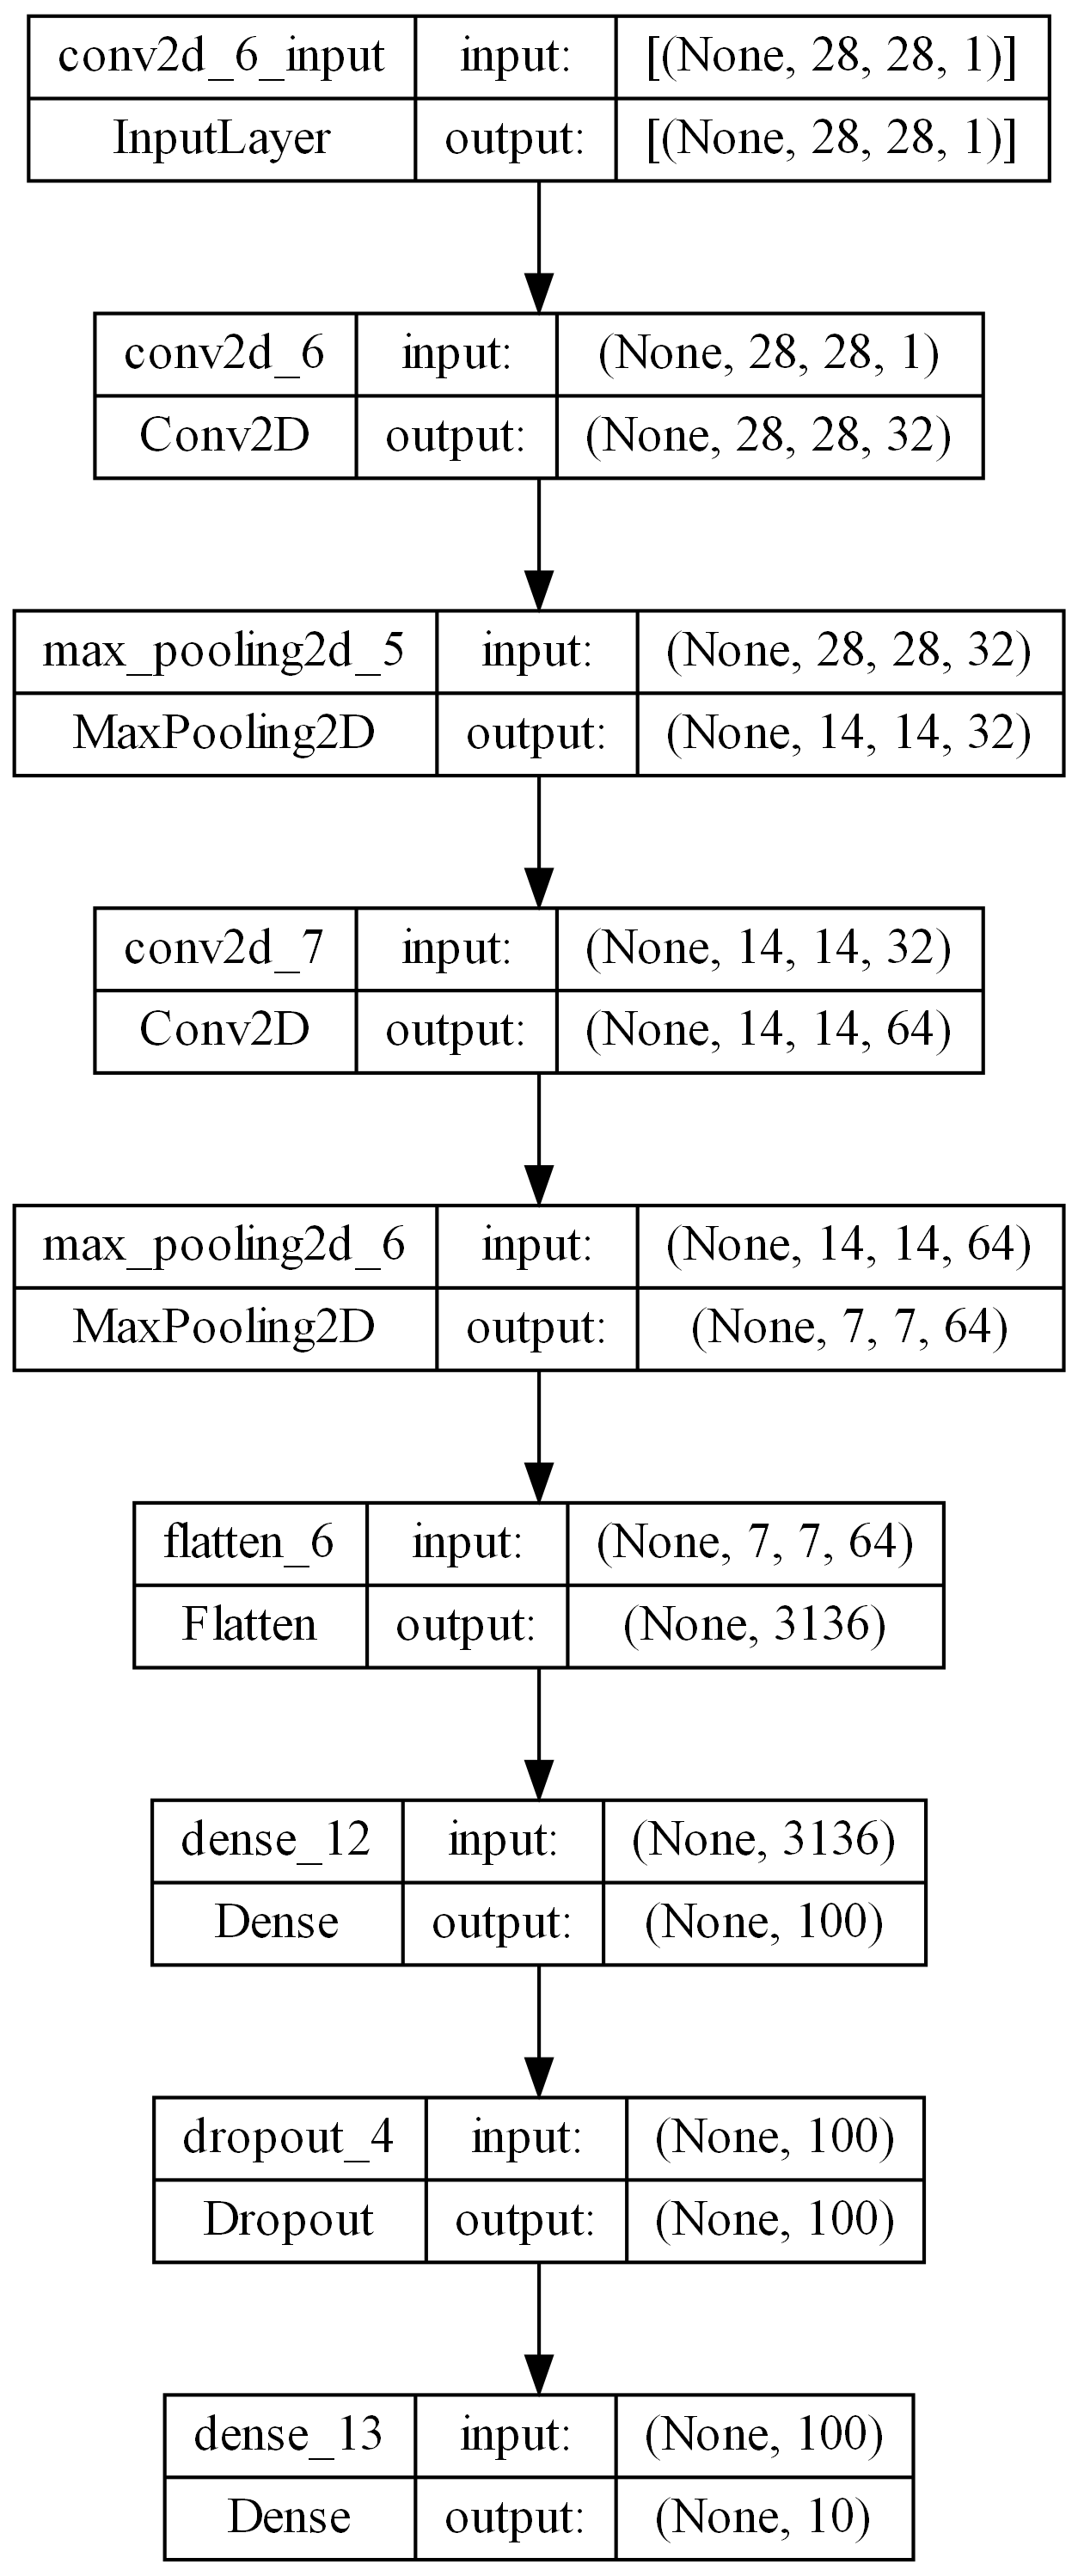 conv2d_6_input input: [(None, 28, 28, 1)]
InputLayer output: [(None, 28, 28, 1)]
conv2d_6 input: (None, 28, 28, 1)
Conv2D output: (None, 28, 28, 32)
max_pooling2d_5 input: (None, 28, 28, 32)
MaxPooling2D output: (None, 14, 14, 32)
conv2d_7 input: (None, 14, 14, 32)
Conv2D output: (None, 14, 14, 64)
max_pooling2d_6 input: (None, 14, 14, 64)
MaxPooling2D output: (None, 7, 7, 64)
flatten_6 input: (None, 7, 7, 64)
Flatten output: (None, 3136)
dense_12 input: (None, 3136)
Dense output: (None, 100)
dropout_4 input: (None, 100)
Dropout output: (None, 100)
dense_13 input: (None, 100)
Dense output: (None, 10)